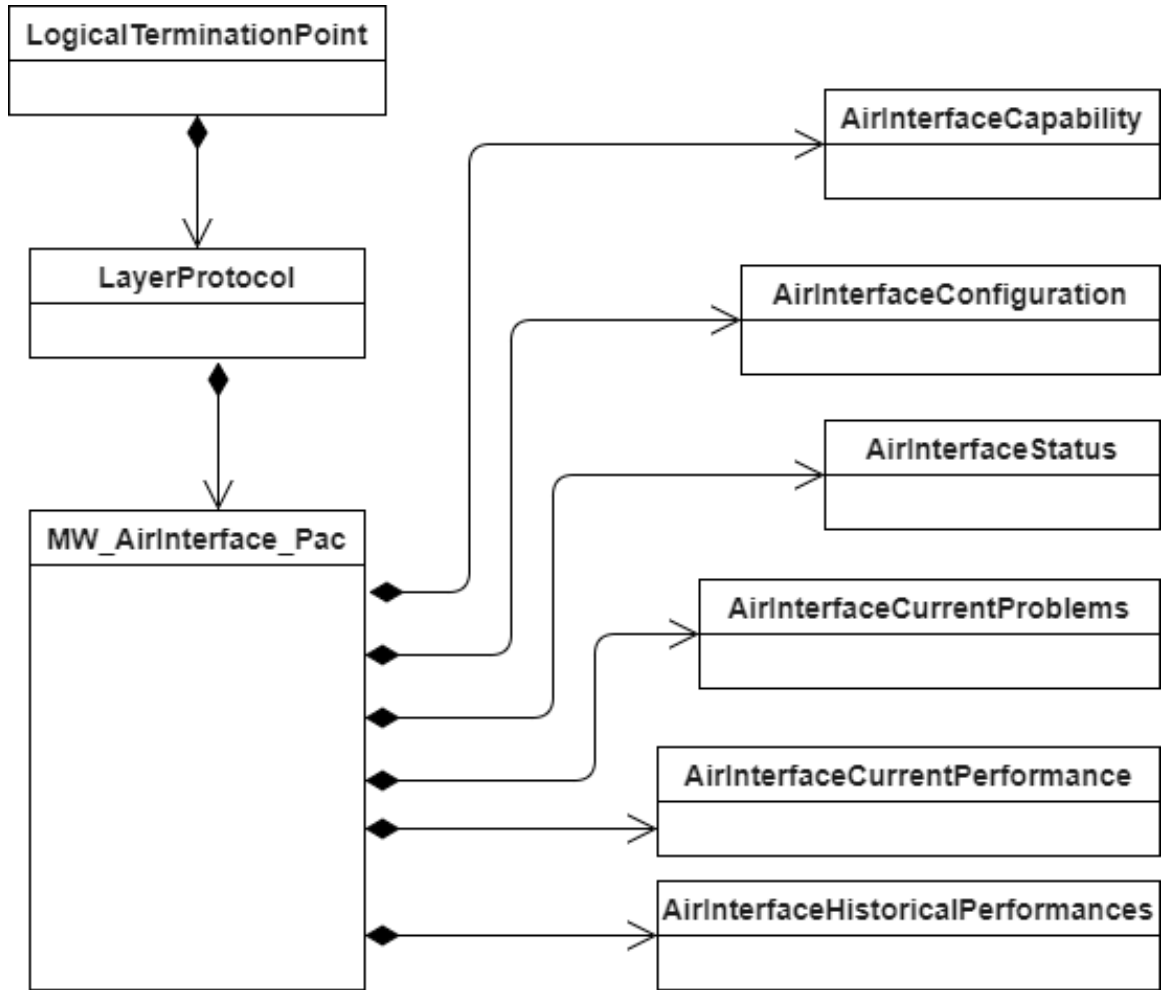 LogicalTerminationPoint
AirInterfaceCapability
LayerProtocol
AirInterfaceConfiguration
AirInterfaceStatus
MW_AirInterface_Pac
AirInterfaceCurrentProblems
AirInterfaceCurrentPerformance
AirInterfaceHistoricalPerformances